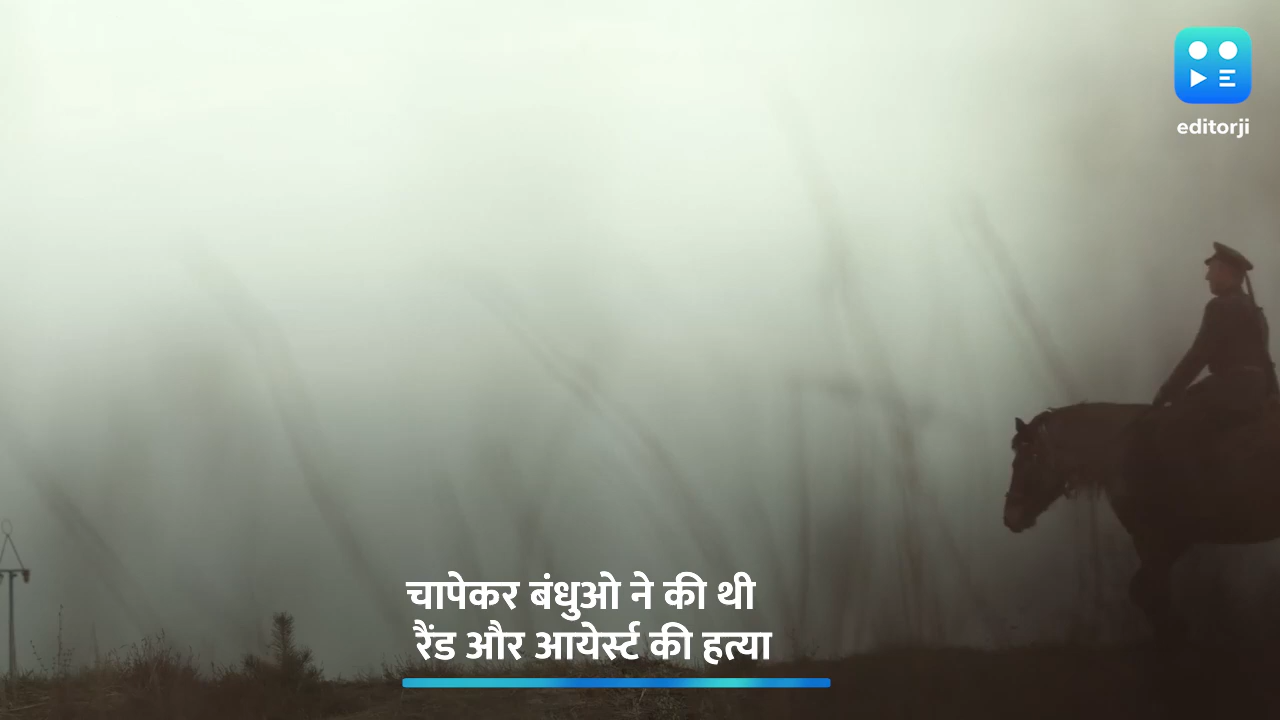 editorji
चापेकर बंधुओ ने की थी
रैंड और आयेर्स्ट की हत्या